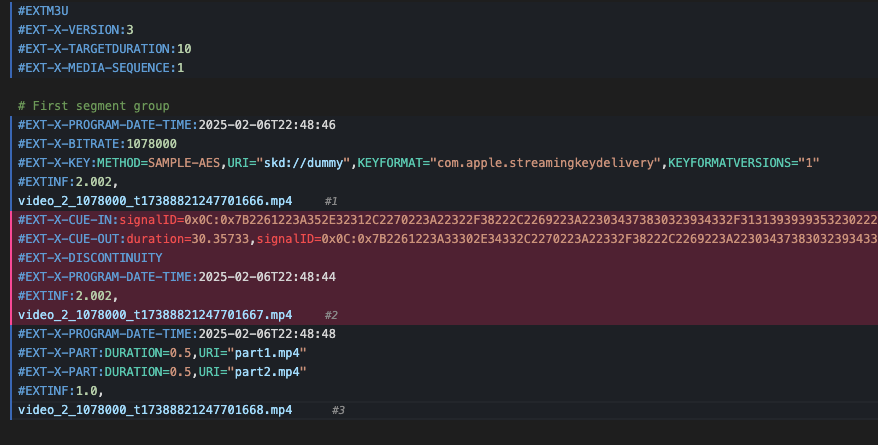 #EXTM3U
#EXT-X-VERSION:3
#EXT-X-TARGETDURATION:10
#EXT-X-MEDIA-SEQUENCE:1
# First segment group
#EXT-X-PROGRAM-DATE-TIME:2025-02-06T22:48:46
#EXT-X-BITRATE:1078000
#EXT-X-KEY:METHOD=SAMPLE-AES,URI="skd://dummy",KEYFORMAT="com.apple.streamingkeydelivery",KEYFORMATVERSIONS="1"
#EXTINF:2.002,
video_2_1078000_t17388821247701666.mp4 #1
#EXT-X-CUE-IN:signalID=0x0C:0x7B2261223A352E32312C2270223A22322F38222C2269223A2230343738302393​4332F31313939393530230222
#EXT-X-CUE-OUT:duration=30.35733,signalID=0x0C:0x7B2261223A33302E34332C2270223A22332F38222C2269223A22303437383032393433
#EXT-X-DISCONTINUITY
#EXT-X-PROGRAM-DATE-TIME:2025-02-06T22:48:44
#EXTINF:2.002,
video_2_1078000_t17388821247701667.mp4 #2
#EXT-X-PROGRAM-DATE-TIME:2025-02-06T22:48:48
#EXT-X-PART:DURATION=0.5,URI="part1.mp4"
#EXT-X-PART:DURATION=0.5,URI="part2.mp4"
#EXTINF:1.0,
video_2_1078000_t17388821247701668.mp4 #3